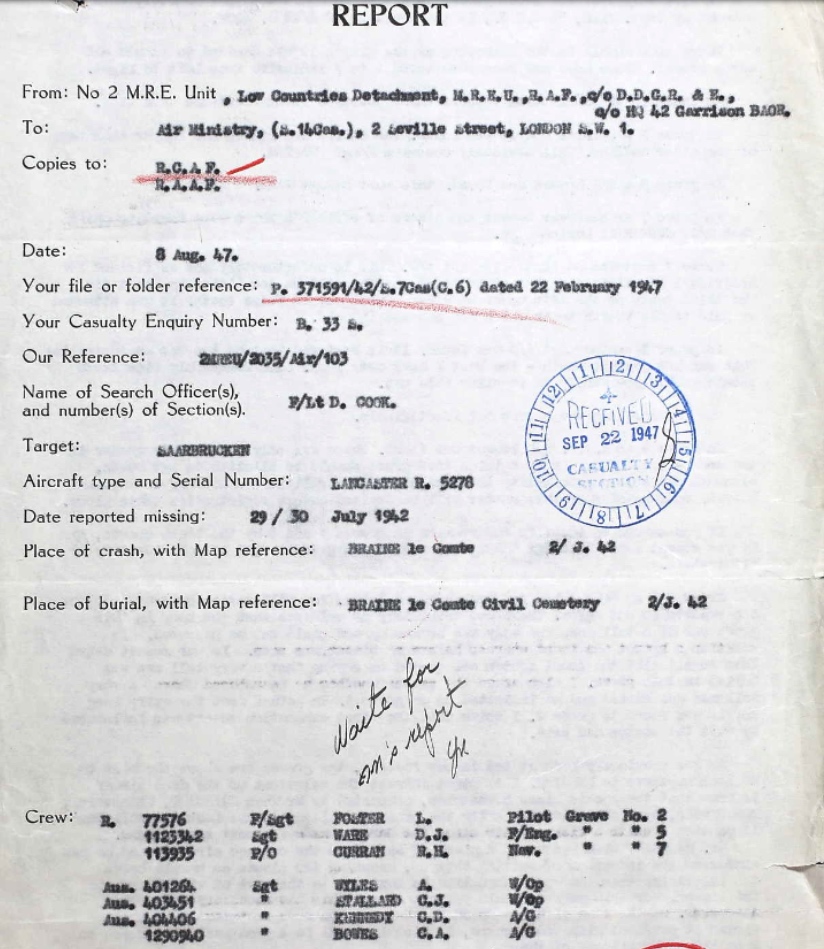 REPORT
From: No 2 M.R.E. Unit, Low Countries Detachment, M.R.E.U., R.A.F., c/o D.D.G.R. & E.,
c/o HQ 42 Garrison BAOR.
To: Air Ministry, (S.14Cas.), 2 Seville Street, LONDON S.W. 1.
Copies to: R.C.A.F.
R.A.A.F.
Date: 8 Aug. 47.
Your file or folder reference: P. 371591/42/S.7Cas(C.6) dated 22 February 1947
Your Casualty Enquiry Number: B. 33 S.
Our Reference: 2MREU/2035/Air/103
Name of Search Officer(s),
and number(s) of Section(s). F/Lt D. COOK.
Target: SAARBRUCKEN
Aircraft type and Serial Number: LANCASTER R. 5278
Date reported missing: 29 / 30 July 1942
Place of crash, with Map reference: BRAINE le Comte 2/ J. 42
Place of burial, with Map reference: BRAINE le Comte Civil Cemetery 2/J. 42
RECEIVED
SEP 22 1947
CASUALTY
SECTION
Waite for
om's report
Crew: R. 77576 F/Sgt FOSTER L. Pilot Grave No. 2
1123342 Sgt WARE D.J. F/Eng. " " 5
113935 P/O CURRAN R.H. Nav. " " 7
Aus. 401264 Sgt WYLES A. W/Op
Aus. 403451 " STALLARD C.J. W/Op
Aus. 404406 " KENNEDY C.D. A/G
1290940 " BOWES C.A. A/G